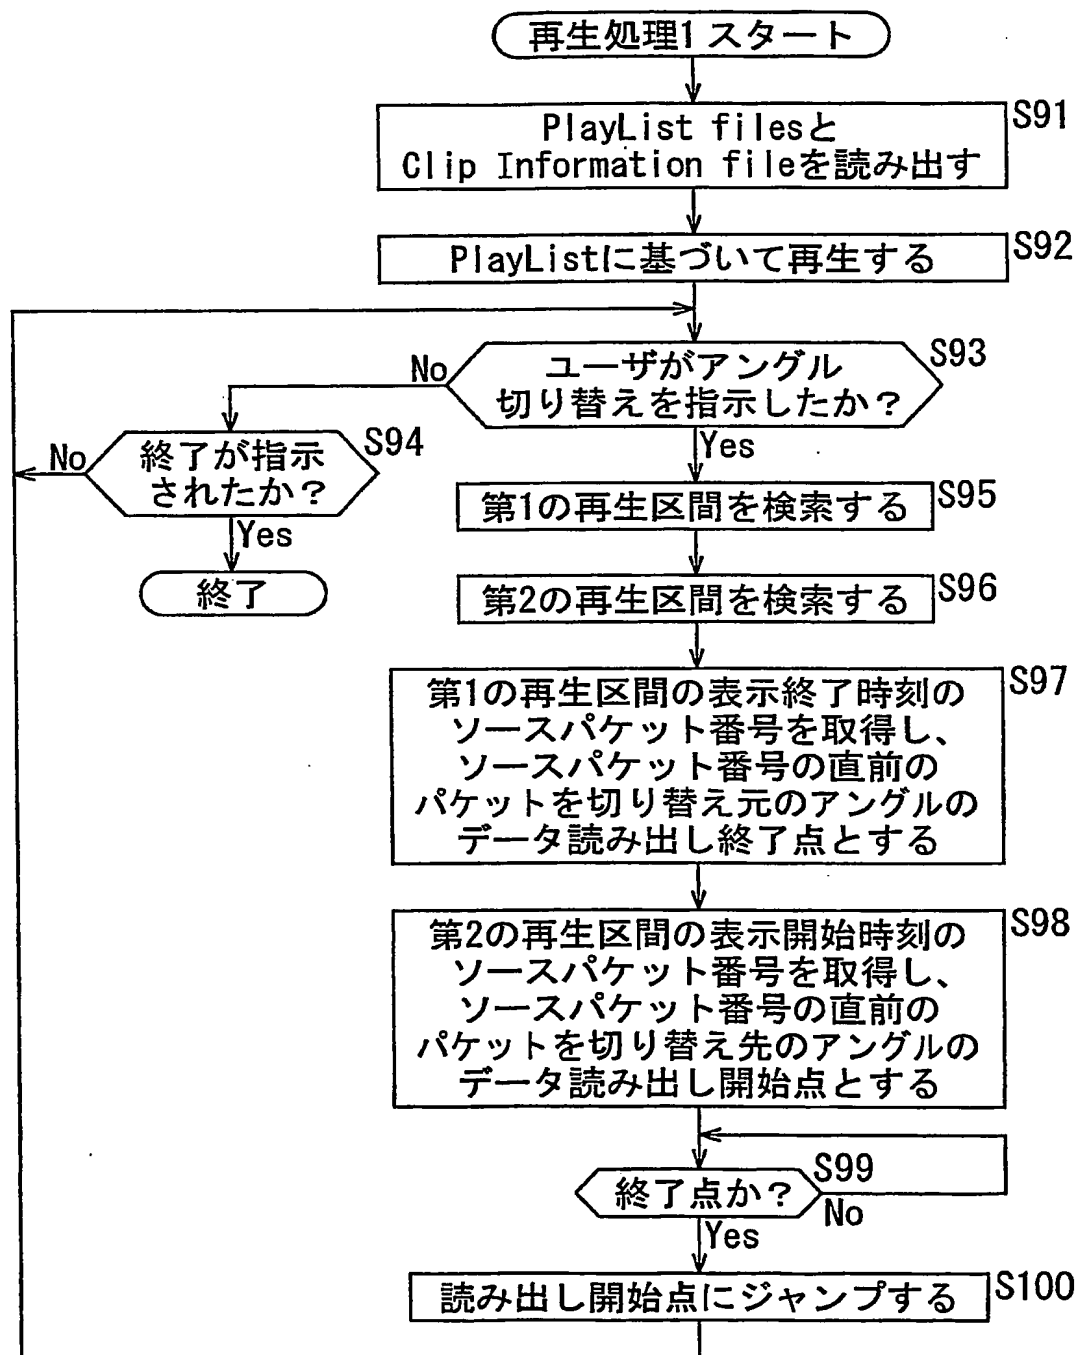 再生処理1 スタート
S91
PlayList filesと
Clip Information fileを読み出す
S92
PlayListに基づいて再生する
S93
ユーザがアングル
切り替えを指示したか？
No
Yes
S94
終了が指示
されたか？
No
Yes
終了
S95
第1の再生区間を検索する
S96
第2の再生区間を検索する
S97
第1の再生区間の表示終了時刻の
ソースパケット番号を取得し、
ソースパケット番号の直前の
パケットを切り替え元のアングルの
データ読み出し終了点とする
S98
第2の再生区間の表示開始時刻の
ソースパケット番号を取得し、
ソースパケット番号の直前の
パケットを切り替え先のアングルの
データ読み出し開始点とする
S99
終了点か？
No
Yes
S100
読み出し開始点にジャンプする